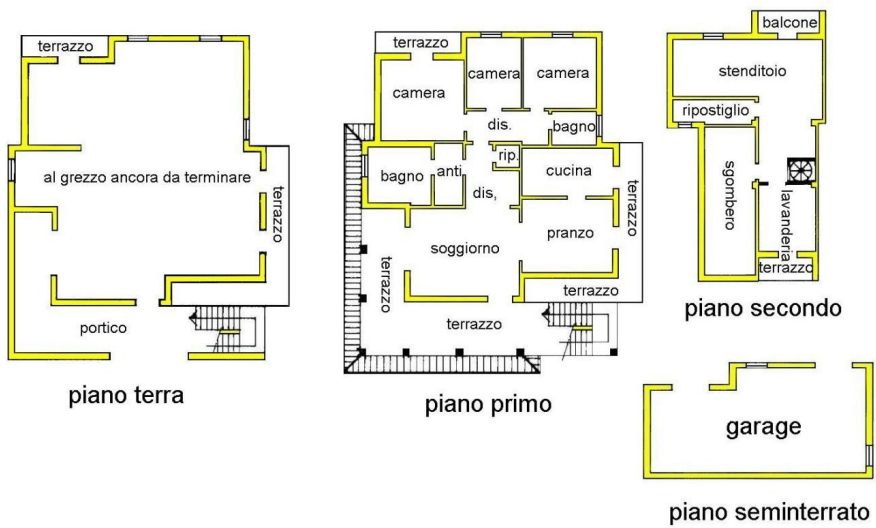 terrazzo
al grezzo ancora da terminare
terrazzo
portico
piano terra
terrazzo
camera
camera
camera
dis.
bagno
bagno
anti
rip.
cucina
dis,
terrazzo
soggiorno
pranzo
terrazzo
terrazzo
terrazzo
piano primo
balcone
stenditoio
ripostiglio
sgombero
lavandera
terrazzo
piano secondo
garage
piano seminterrato